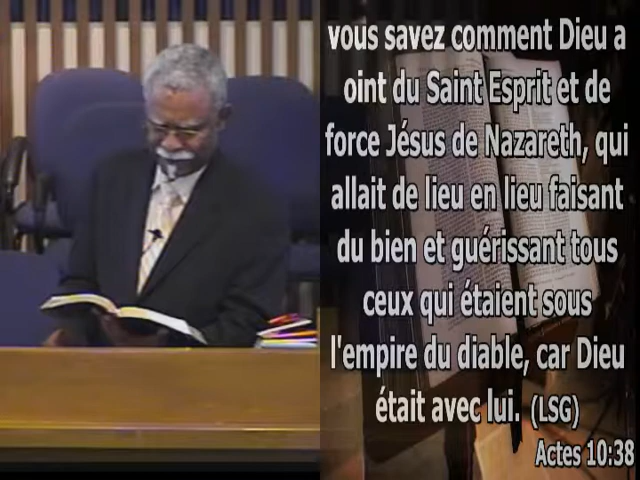 vous savez comment Dieu a
oint du Saint Esprit et de
force Jésus de Nazareth, qui
allait de lieu en lieu faisant
du bien et guérissant tous
ceux qui étaient sous
l'empire du diable, car Dieu
était avec lui. (LSG)
Actes 10:38